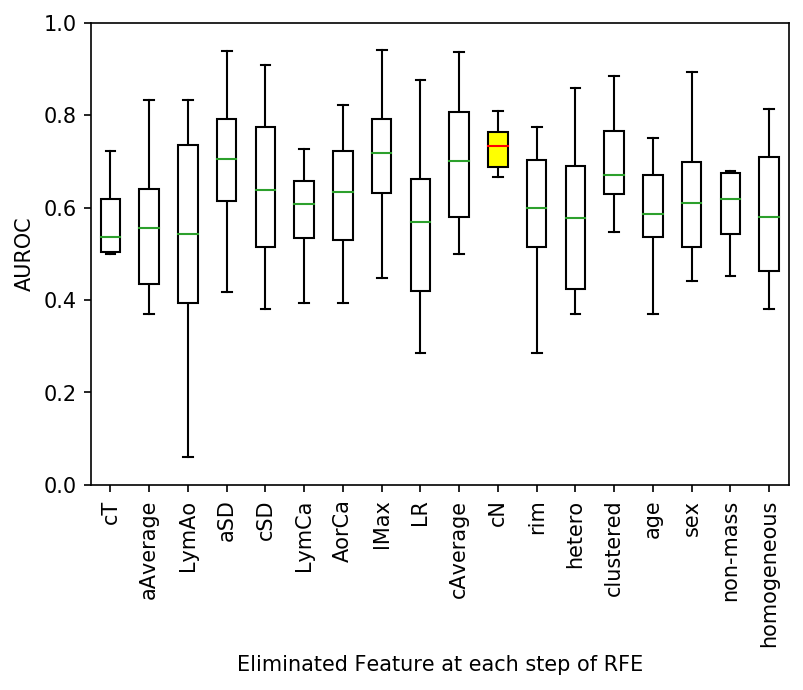 1.0
0.8
0.6
0.4
0.2
0.0
AUROC
cT
aAverage
LymAo
aSD
cSD
LymCa
AorCa
lMax
LR
cAverage
cN
rim
hetero
clustered
age
sex
non-mass
homogeneous
Eliminated Feature at each step of RFE